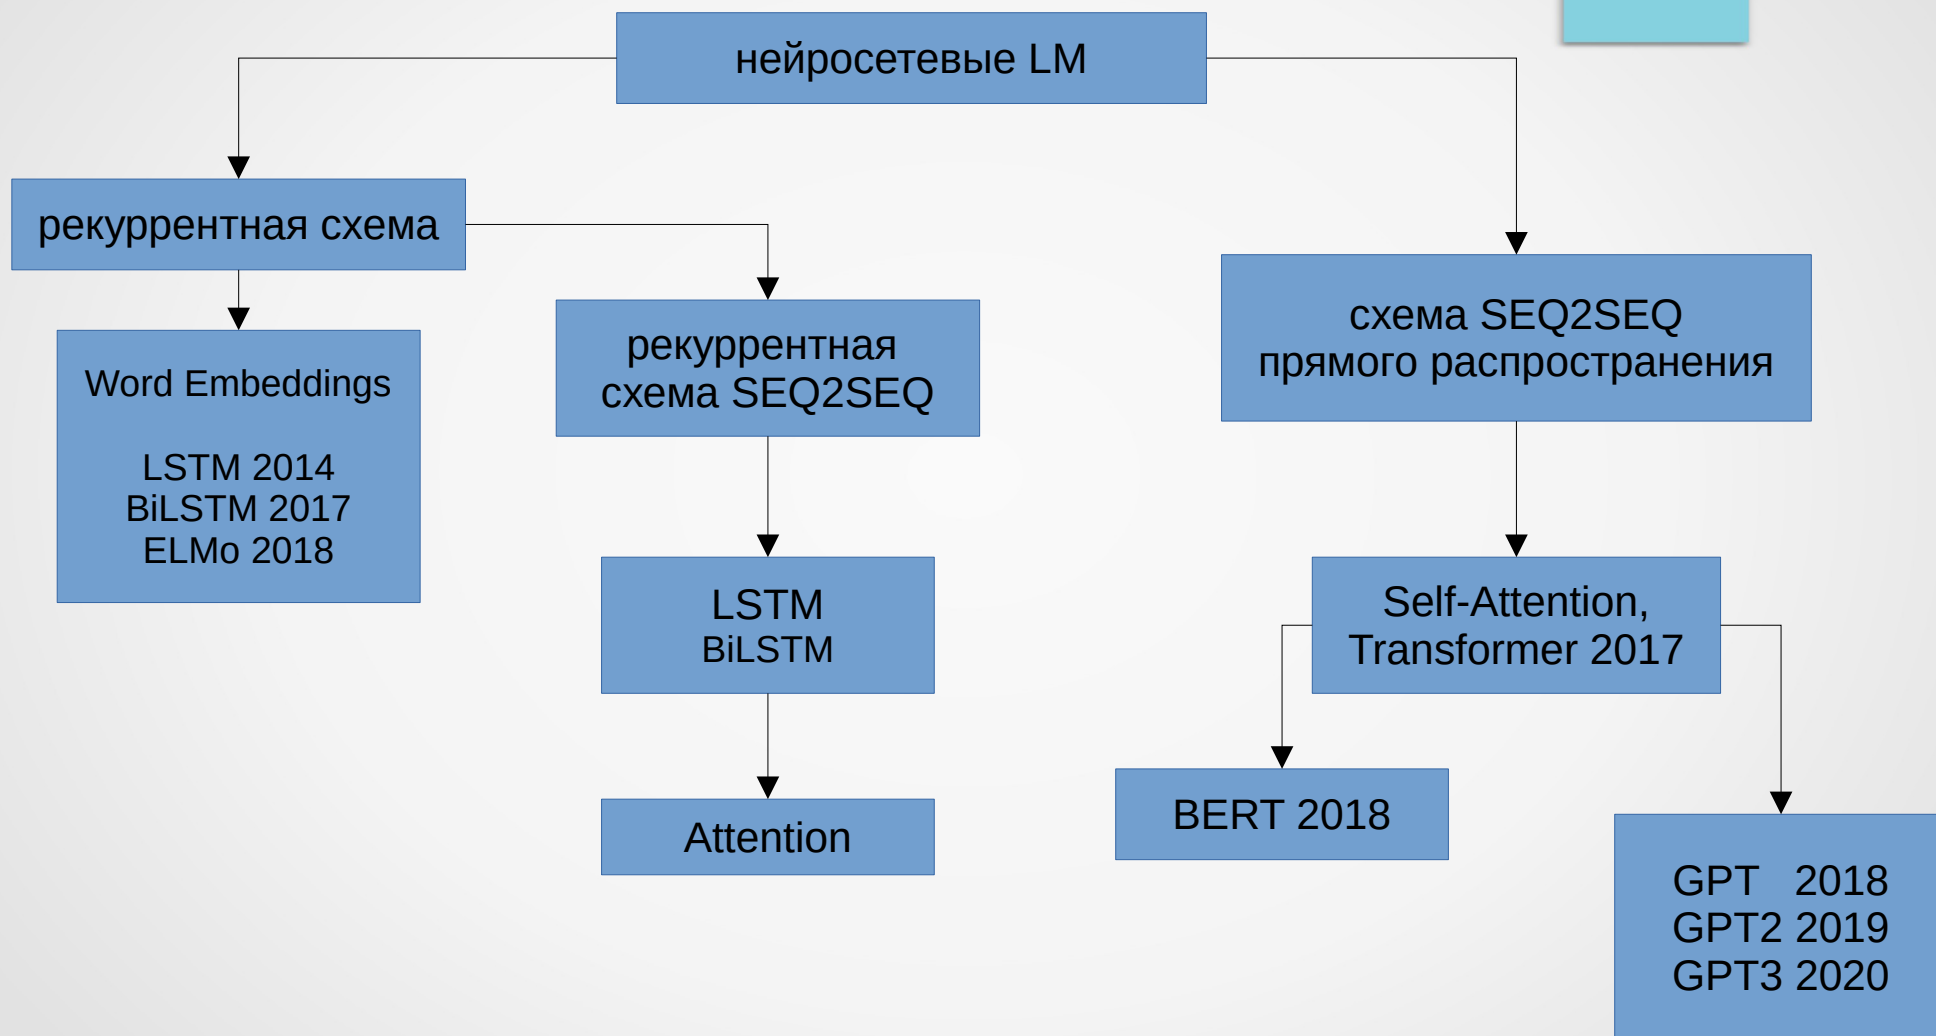 нейросетевые LM
рекуррентная схема
Word Embeddings
LSTM 2014
BiLSTM 2017
ELMo 2018
рекуррентная
схема SEQ2SEQ
LSTM
BiLSTM
Attention
схема SEQ2SEQ
прямого распространения
Self-Attention,
Transformer 2017
BERT 2018
GPT 2018
GPT2 2019
GPT3 2020